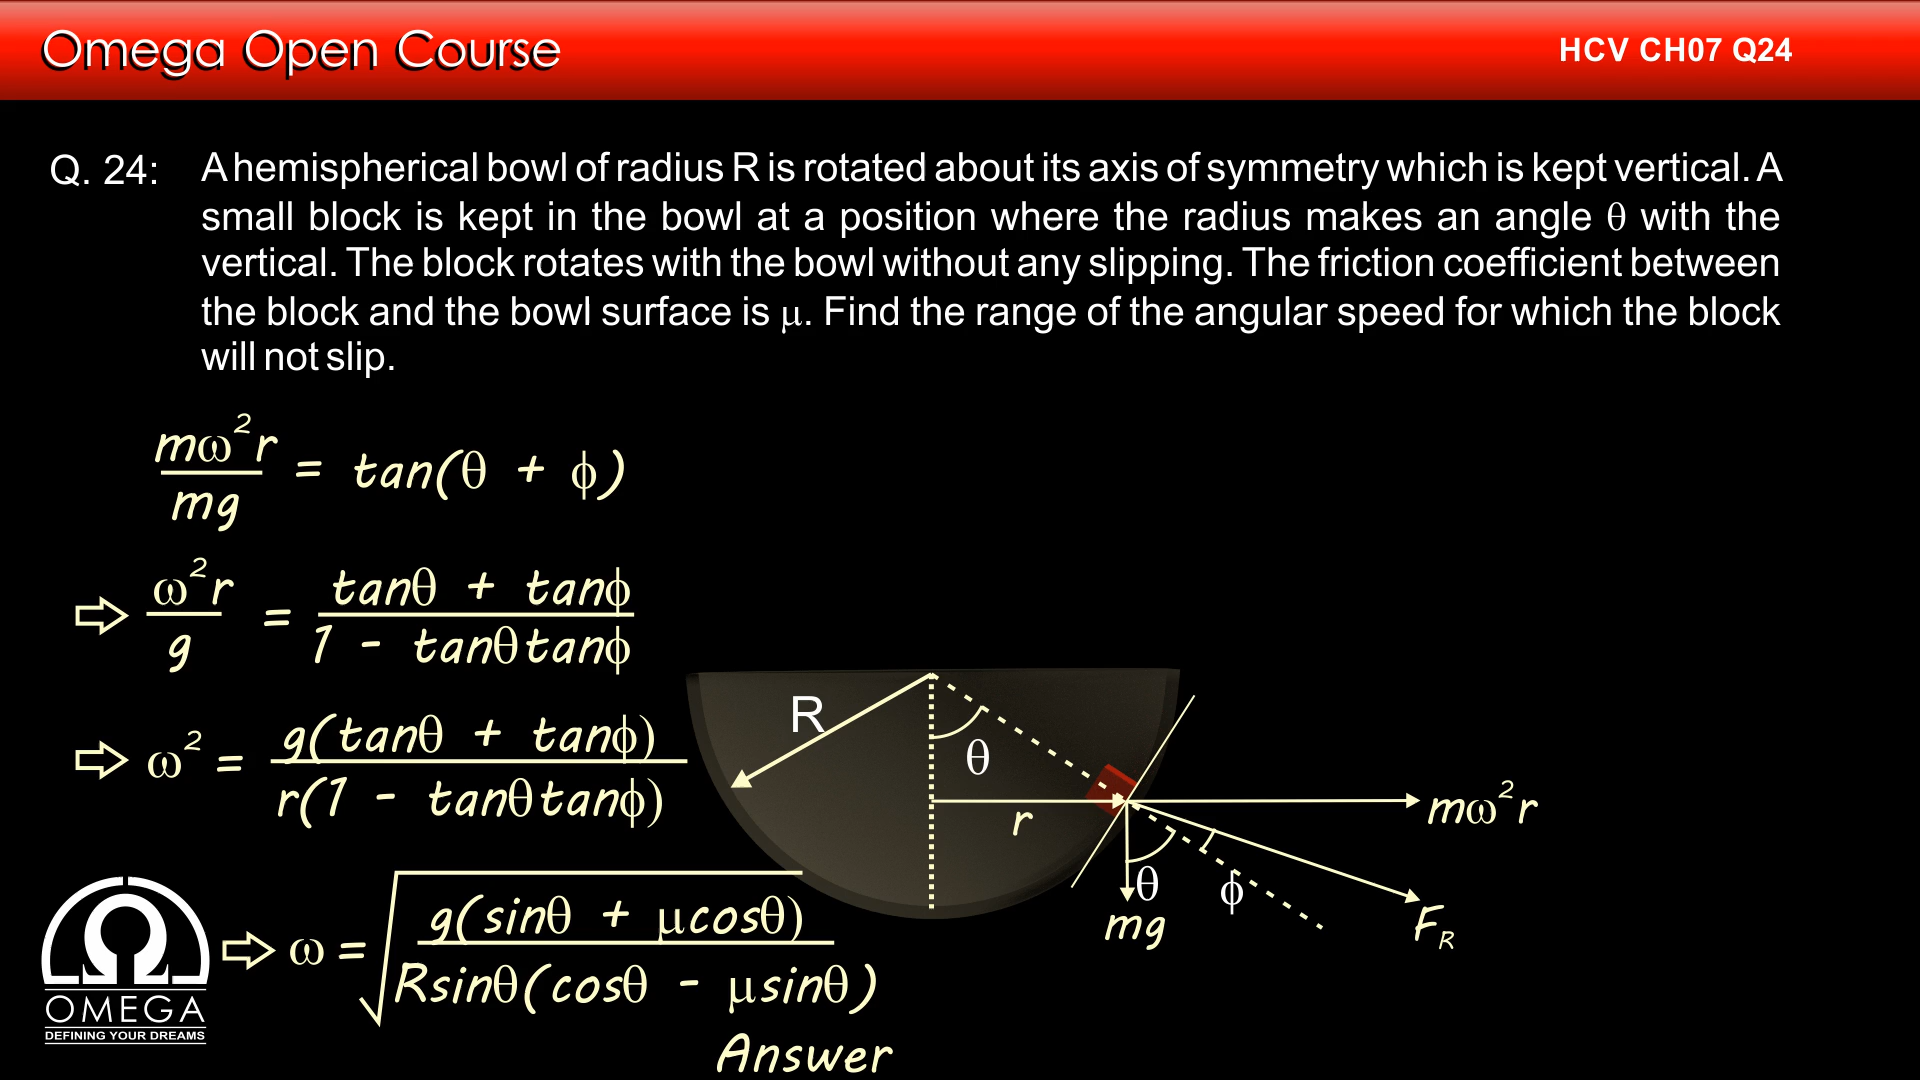 Omega Open Course
HCV CH07 Q24
Q. 24: A hemispherical bowl of radius R is rotated about its axis of symmetry which is kept vertical. A
small block is kept in the bowl at a position where the radius makes an angle θ with the
vertical. The block rotates with the bowl without any slipping. The friction coefficient between
the block and the bowl surface is μ. Find the range of the angular speed for which the block
will not slip.
mω²r / mg = tan(θ + ϕ)
⇨ ω²r / g = tanθ + tanϕ / 1 - tanθtanϕ
⇨ ω² = g(tanθ + tanϕ) / r(1 - tanθtanϕ)
⇨ ω = √ g(sinθ + μcosθ) / Rsinθ(cosθ - μsinθ)
Answer
R
θ
r
mω²r
θ
ϕ
mg
F_R
OMEGA
DEFINING YOUR DREAMS